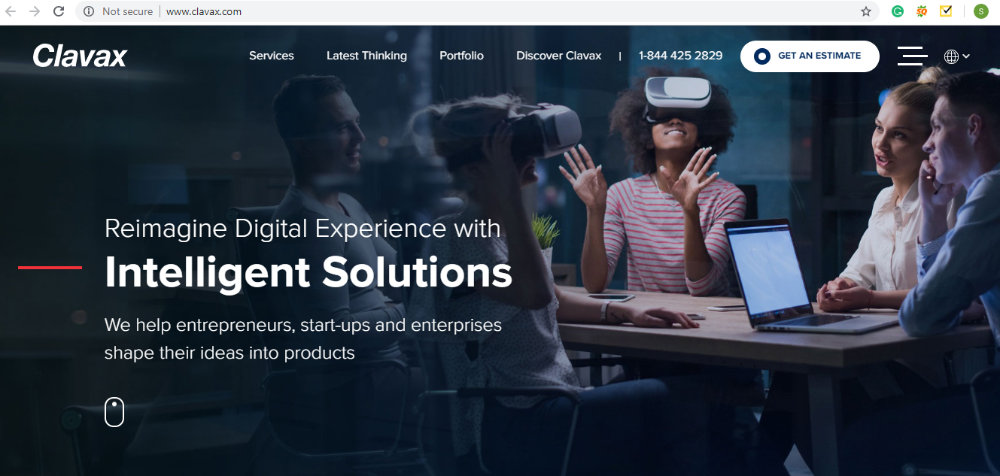 Not secure | www.clavax.com
S
Clavax
Services
Latest Thinking
Portfolio
Discover Clavax
|
1-844 425 2829
GET AN ESTIMATE
Reimagine Digital Experience with
Intelligent Solutions
We help entrepreneurs, start-ups and enterprises
shape their ideas into products